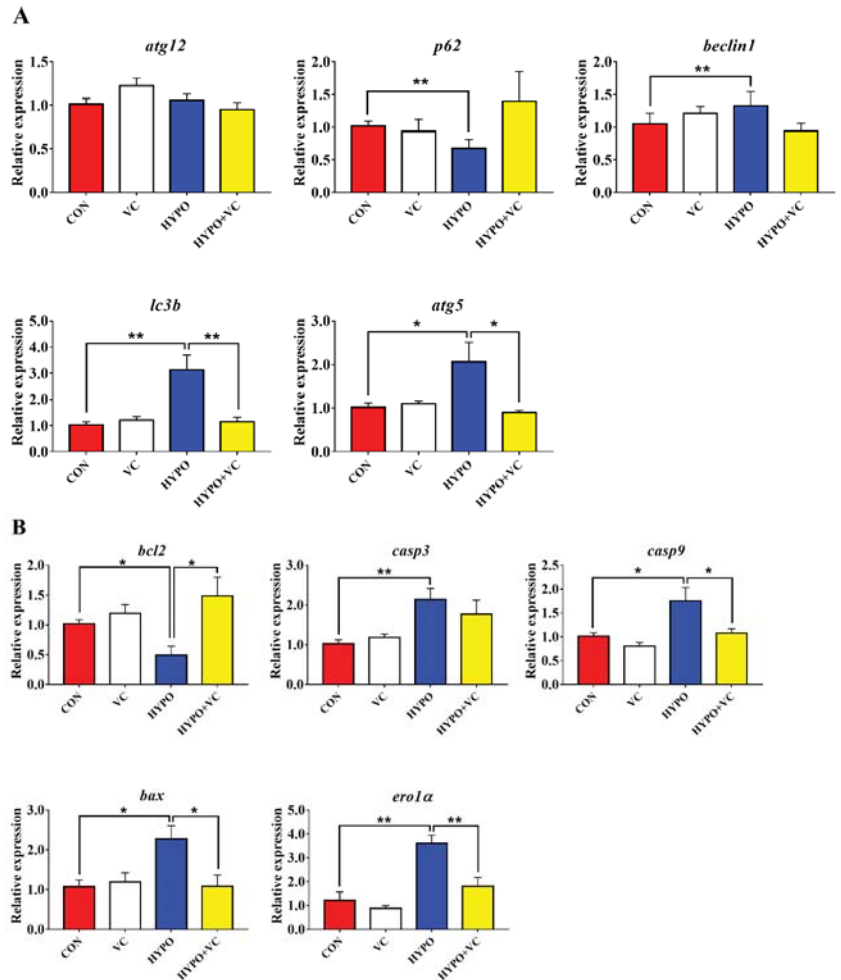 A
atg12
Relative expression
1.5
1.0
0.5
0.0
CON
VC
HYPO
HYPO+VC
p62
Relative expression
2.0
1.5
1.0
0.5
0.0
**
CON
VC
HYPO
HYPO+VC
beclin1
Relative expression
2.0
1.5
1.0
0.5
0.0
**
CON
VC
HYPO
HYPO+VC
lc3b
Relative expression
5.0
4.0
3.0
2.0
1.0
0.0
** **
CON
VC
HYPO
HYPO+VC
atg5
Relative expression
3.0
2.0
1.0
0.0
* *
CON
VC
HYPO
HYPO+VC
B
bcl2
Relative expression
2.0
1.5
1.0
0.5
0.0
* *
CON
VC
HYPO
HYPO+VC
casp3
Relative expression
3.0
2.0
1.0
0.0
**
CON
VC
HYPO
HYPO+VC
casp9
Relative expression
2.5
2.0
1.5
1.0
0.5
0.0
* *
CON
VC
HYPO
HYPO+VC
bax
Relative expression
3.0
2.0
1.0
0.0
* *
CON
VC
HYPO
HYPO+VC
ero1α
Relative expression
5.0
4.0
3.0
2.0
1.0
0.0
** **
CON
VC
HYPO
HYPO+VC